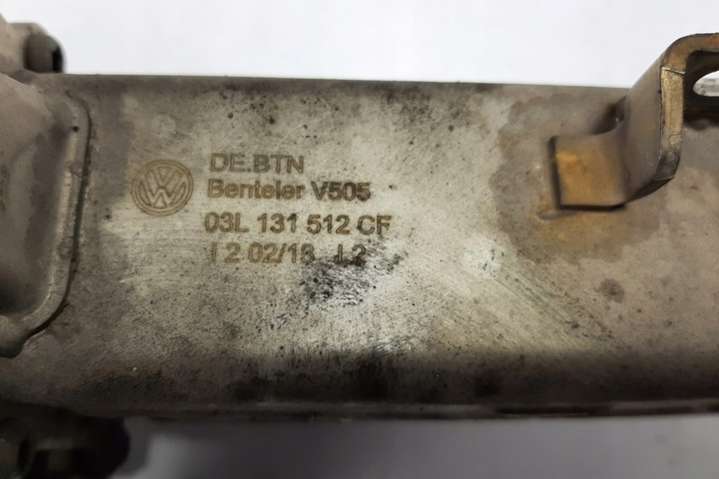 DE.BTN
Benteler V505
03L 131 512 CF
I 2 02/18 I 2